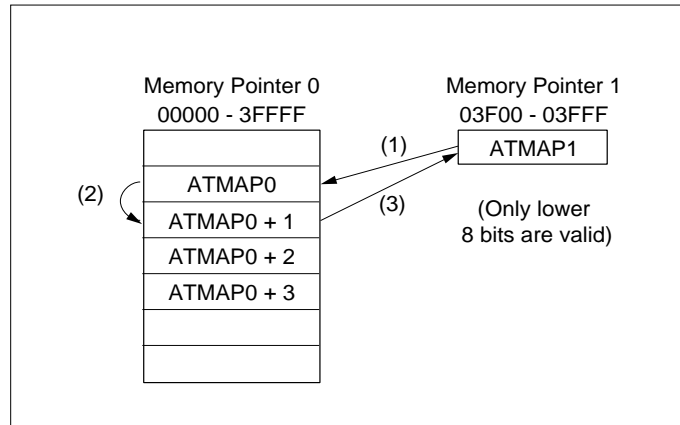 Memory Pointer 0
00000 - 3FFFF
Memory Pointer 1
03F00 - 03FFF
(1)
ATMAP1
ATMAP0
(2)
(3)
ATMAP0 + 1
(Only lower
8 bits are valid)
ATMAP0 + 2
ATMAP0 + 3